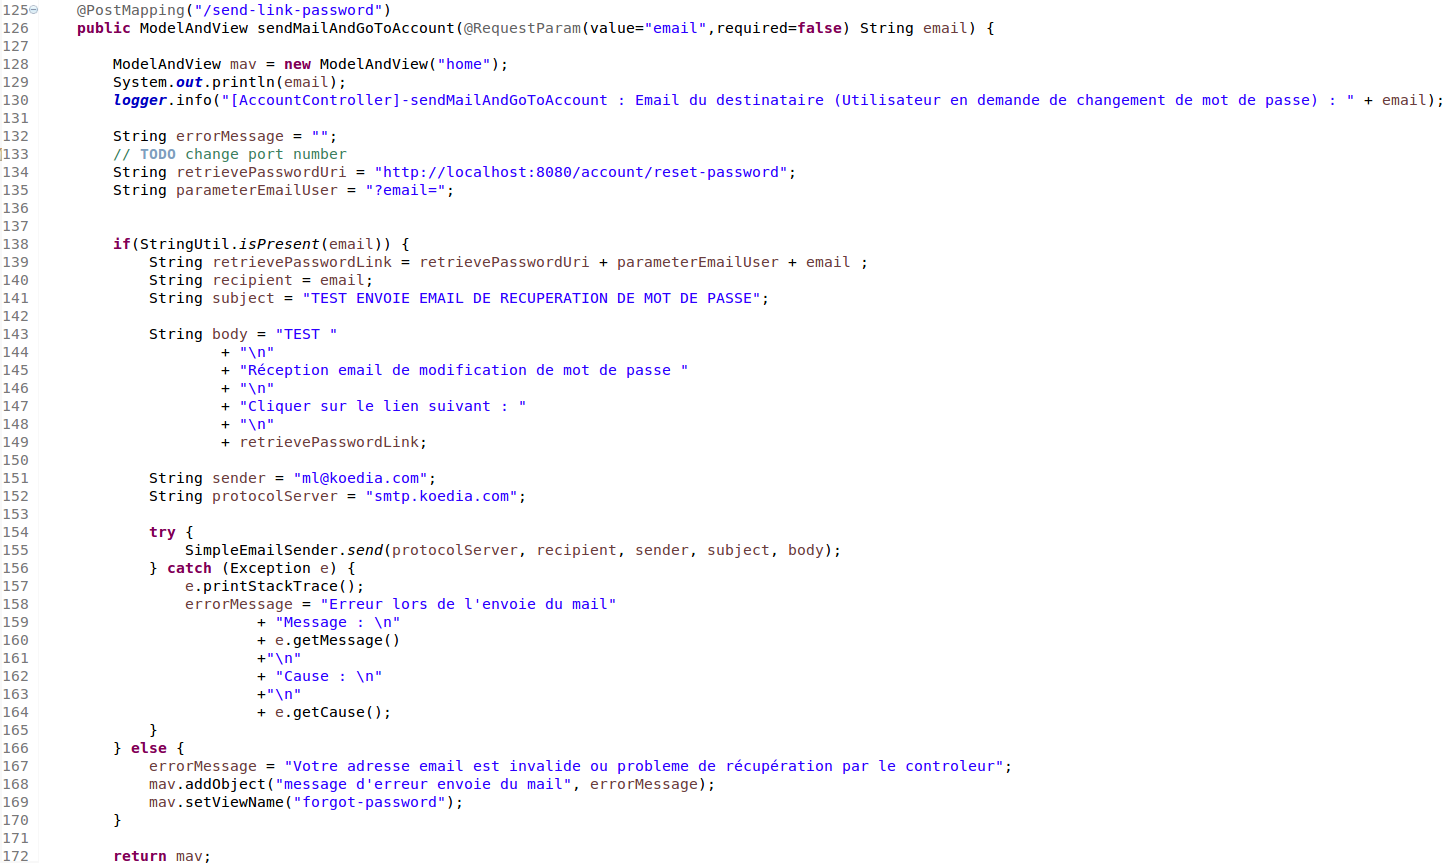 125 @PostMapping("/send-link-password")
126 public ModelAndView sendMailAndGoToAccount(@RequestParam(value="email",required=false) String email) {
127
128 ModelAndView mav = new ModelAndView("home");
129 System.out.println(email);
130 logger.info("[AccountController]-sendMailAndGoToAccount : Email du destinataire (Utilisateur en demande de changement de mot de passe) : " + email);
131
132 String errorMessage = "";
133 // TODO change port number
134 String retrievePasswordUri = "http://localhost:8080/account/reset-password";
135 String parameterEmailUser = "?email=";
136
137
138 if(StringUtil.isPresent(email)) {
139 String retrievePasswordLink = retrievePasswordUri + parameterEmailUser + email ;
140 String recipient = email;
141 String subject = "TEST ENVOIE EMAIL DE RECUPERATION DE MOT DE PASSE";
142
143 String body = "TEST "
144 + "\n"
145 + "Réception email de modification de mot de passe "
146 + "\n"
147 + "Cliquer sur le lien suivant : "
148 + "\n"
149 + retrievePasswordLink;
150
151 String sender = "ml@koedia.com";
152 String protocolServer = "smtp.koedia.com";
153
154 try {
155 SimpleEmailSender.send(protocolServer, recipient, sender, subject, body);
156 } catch (Exception e) {
157 e.printStackTrace();
158 errorMessage = "Erreur lors de l'envoie du mail"
159 + "Message : \n"
160 + e.getMessage()
161 +"\n"
162 + "Cause : \n"
163 +"\n"
164 + e.getCause();
165 }
166 } else {
167 errorMessage = "Votre adresse email est invalide ou probleme de récupération par le controleur";
168 mav.addObject("message d'erreur envoie du mail", errorMessage);
169 mav.setViewName("forgot-password");
170 }
171
172 return mav;